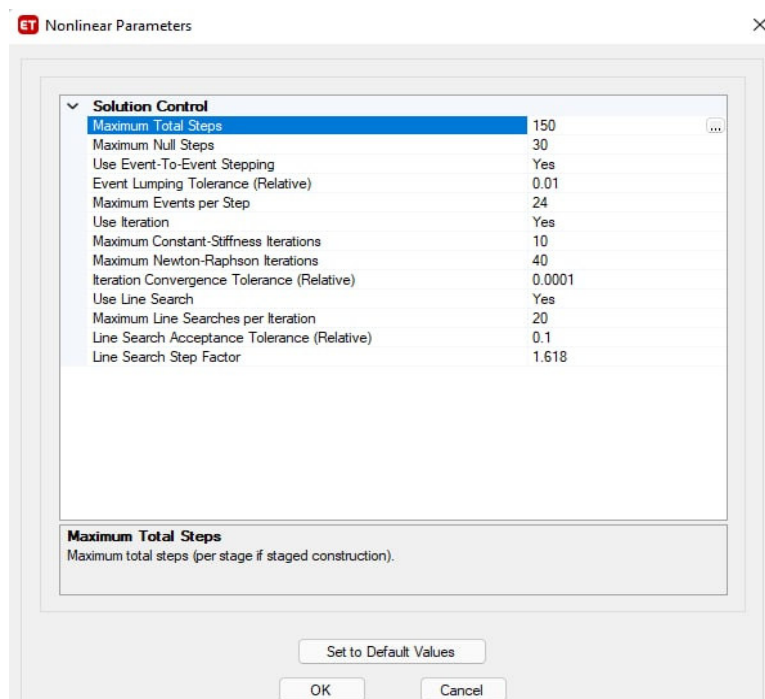 ET Nonlinear Parameters
Solution Control
Maximum Total Steps 150 ...
Maximum Null Steps 30
Use Event-To-Event Stepping Yes
Event Lumping Tolerance (Relative) 0.01
Maximum Events per Step 24
Use Iteration Yes
Maximum Constant-Stiffness Iterations 10
Maximum Newton-Raphson Iterations 40
Iteration Convergence Tolerance (Relative) 0.0001
Use Line Search Yes
Maximum Line Searches per Iteration 20
Line Search Acceptance Tolerance (Relative) 0.1
Line Search Step Factor 1.618
Maximum Total Steps
Maximum total steps (per stage if staged construction).
Set to Default Values
OK Cancel